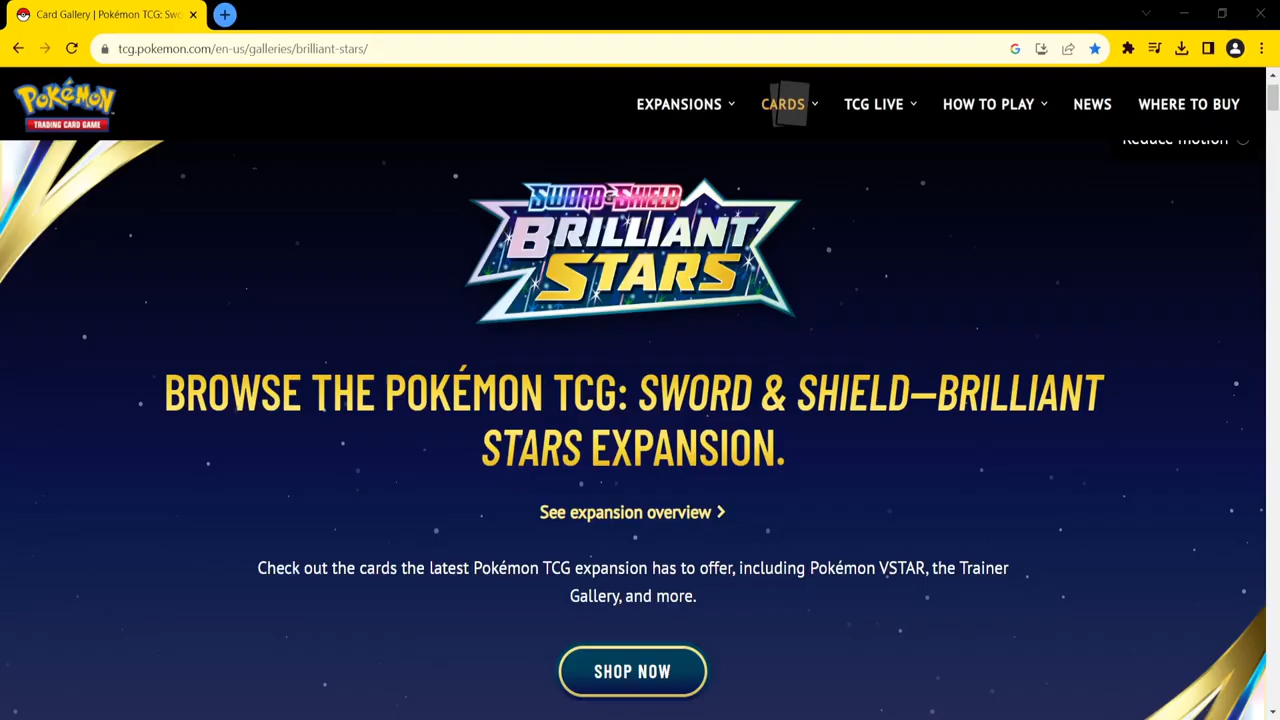 Card Gallery | Pokémon TCG: Swo
tcg.pokemon.com/en-us/galleries/brilliant-stars/
POKéMON
TRADING CARD GAME
EXPANSIONS
CARDS
TCG LIVE
HOW TO PLAY
NEWS
WHERE TO BUY
Reduce motion
SWORD & SHIELD
BRILLIANT
STARS
BROWSE THE POKÉMON TCG: SWORD & SHIELD—BRILLIANT
STARS EXPANSION.
See expansion overview
Check out the cards the latest Pokémon TCG expansion has to offer, including Pokémon VSTAR, the Trainer
Gallery, and more.
SHOP NOW